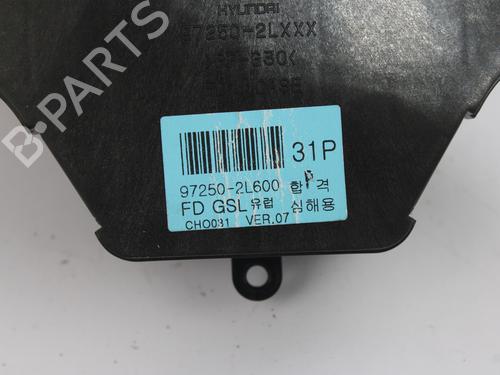 HYUNDAI
97250-2LXXX
31P
97250-2L600 합격
P
FD GSL 유럽 심해용
CHO031 VER.07
B-PARTS